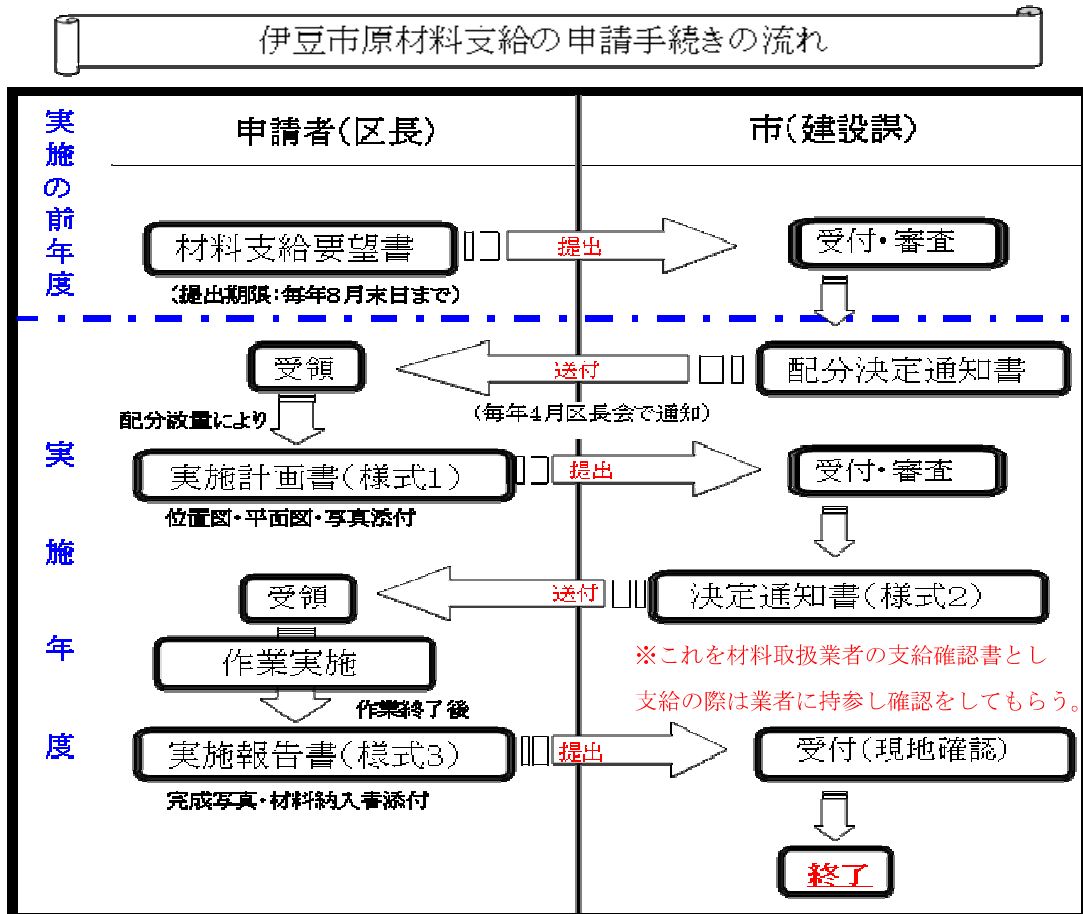 伊豆市原材料支給の申請手続きの流れ
実施の前年度
申請者(区長)
市(建設課)
材料支給要望書
提出
受付・審査
(提出期限:毎年8月末日まで)
実施年度
受領
送付
配分決定通知書
(毎年4月区長会で通知)
配分数量により
実施計画書(様式1)
提出
受付・審査
位置図・平面図・写真添付
受領
送付
決定通知書(様式2)
作業実施
※これを材料取扱業者の支給確認書とし
支給の際は業者に持参し確認をしてもらう。
作業終了後
実施報告書(様式3)
提出
受付(現地確認)
完成写真・材料納入書添付
終了